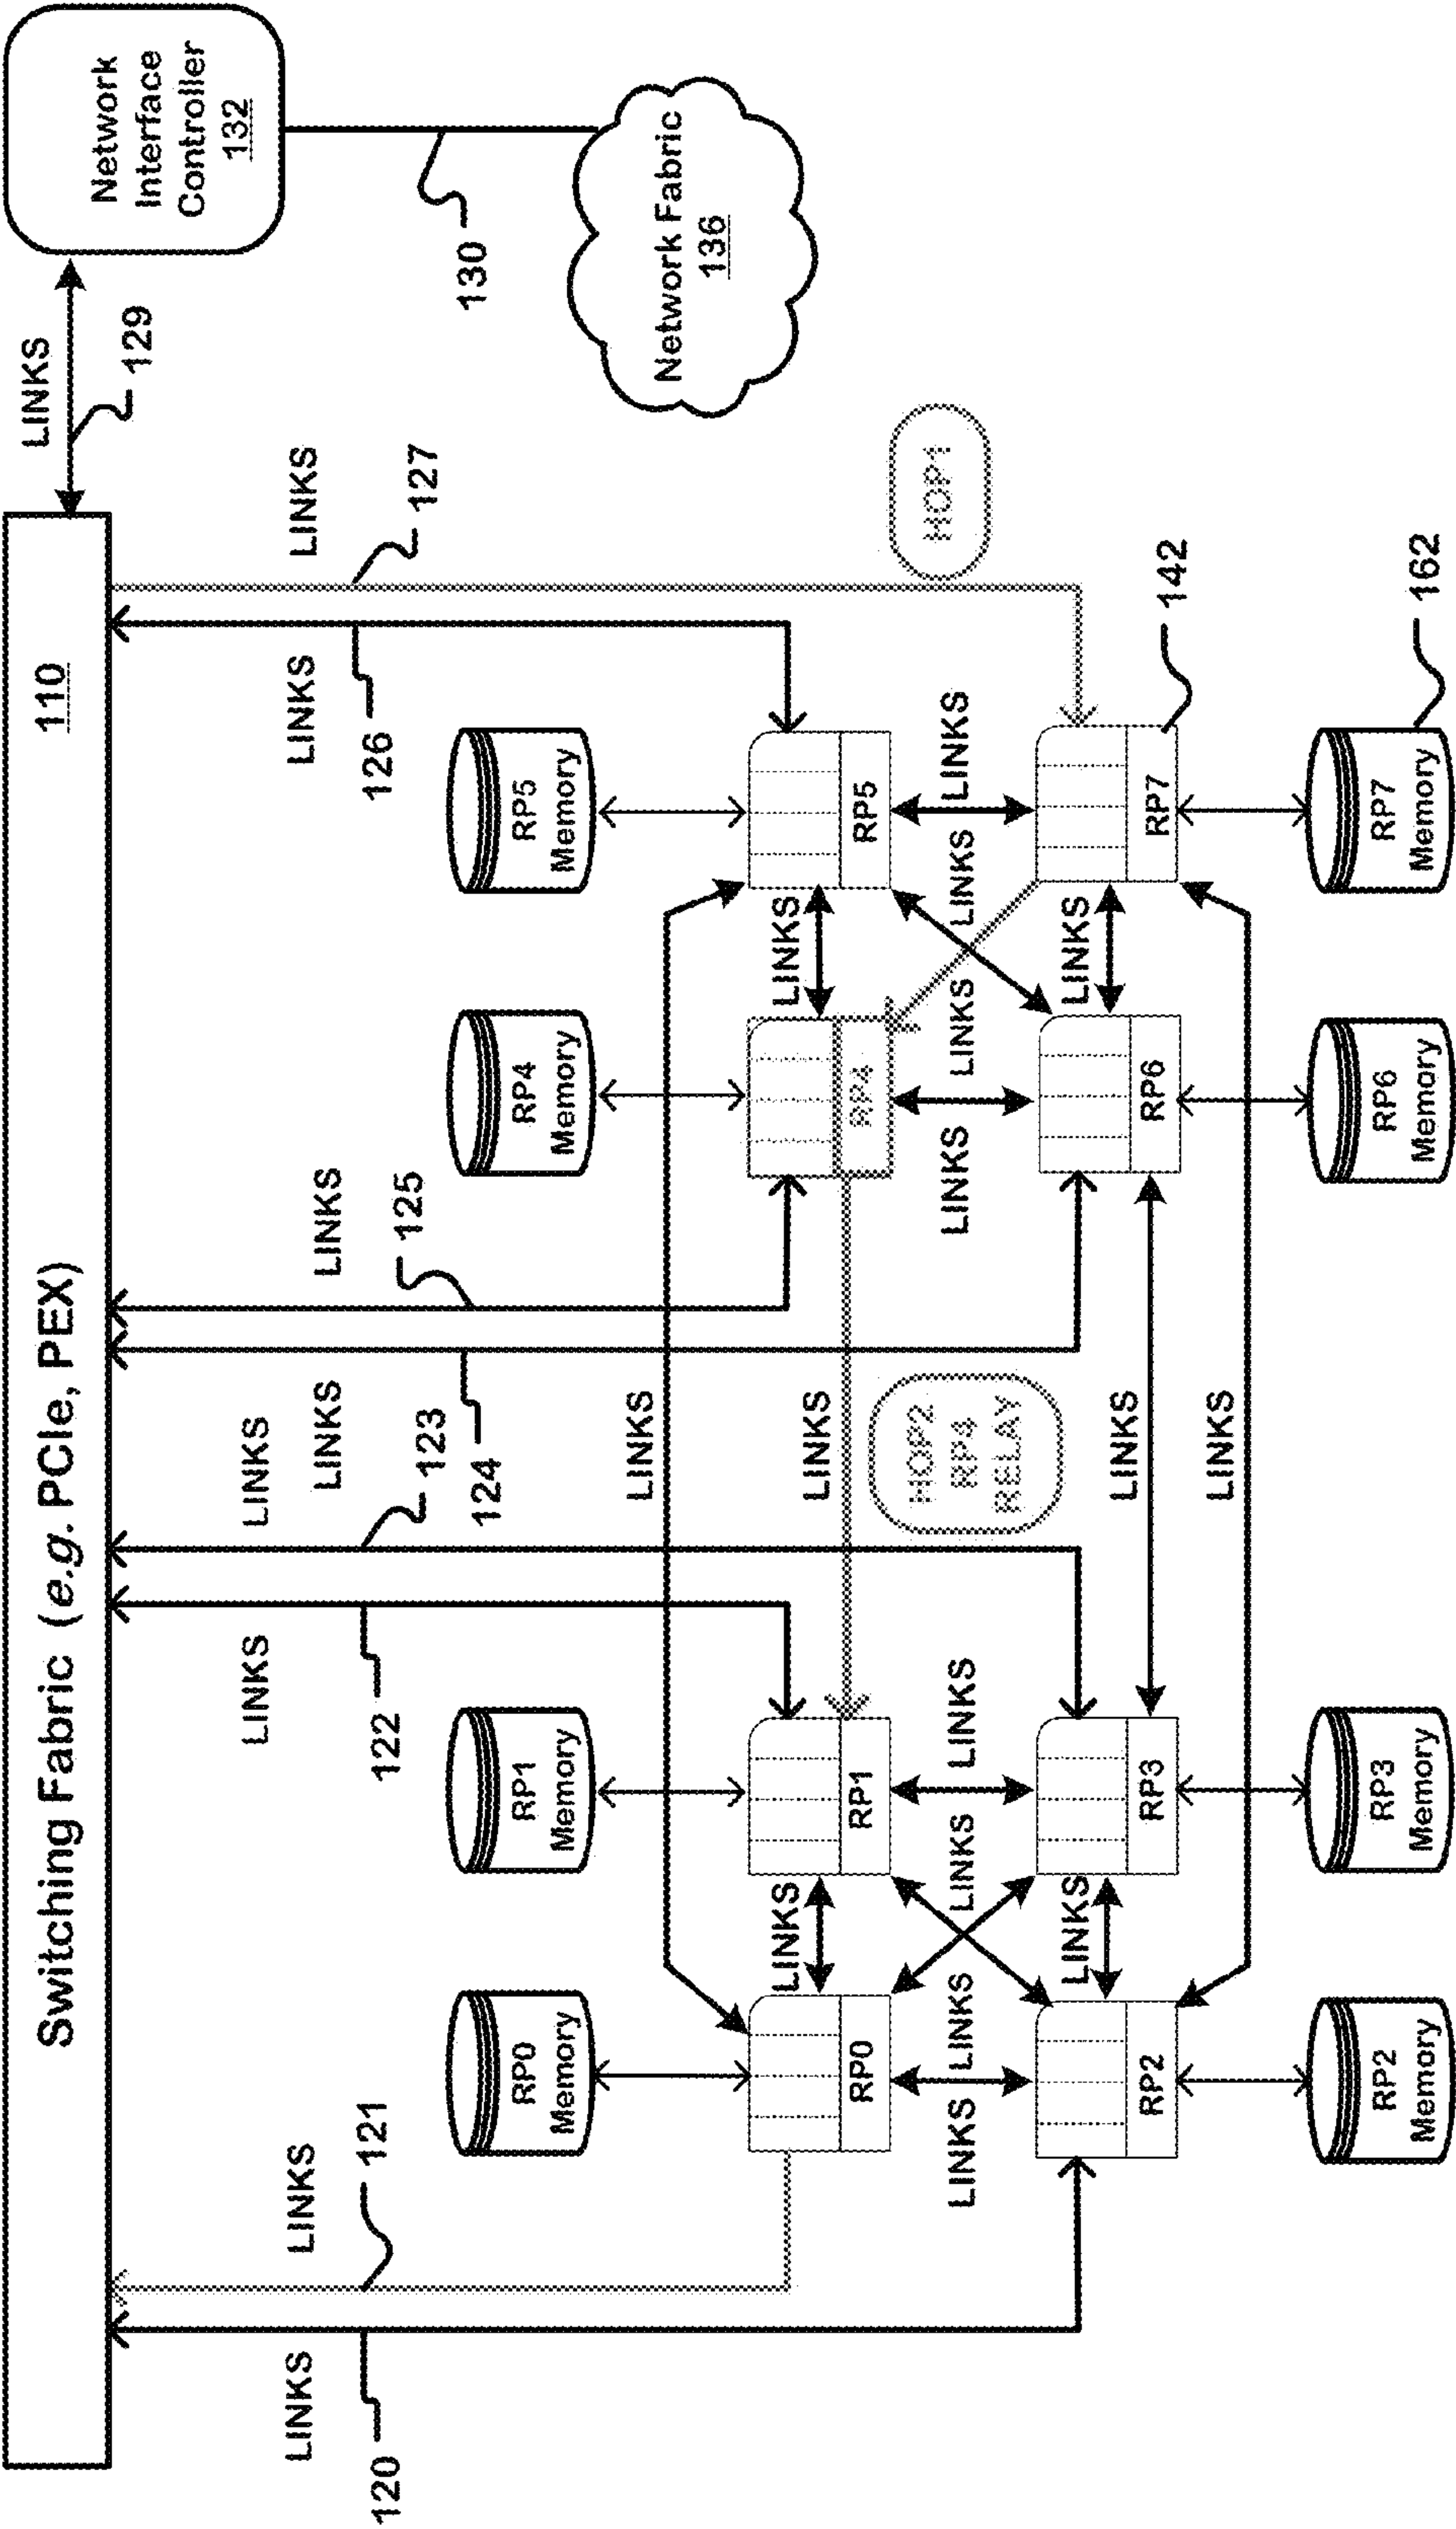 Switching Fabric (e.g. PCIe, PEX)
110
LINKS
129
Network
Interface
Controller
132
130
Network Fabric
136
LINKS
120
LINKS
121
LINKS
122
LINKS
123
LINKS
124
LINKS
125
LINKS
126
LINKS
127
RP0
Memory
RP1
Memory
RP4
Memory
RP5
Memory
LINKS
RP0
LINKS
RP1
LINKS
RP4
LINKS
RP5
HOP1
HOP2
RP4
RELAY
LINKS
LINKS
LINKS
LINKS
LINKS
LINKS
LINKS
LINKS
RP2
LINKS
RP3
LINKS
RP6
LINKS
RP7
142
LINKS
RP2
Memory
RP3
Memory
RP6
Memory
RP7
Memory
162